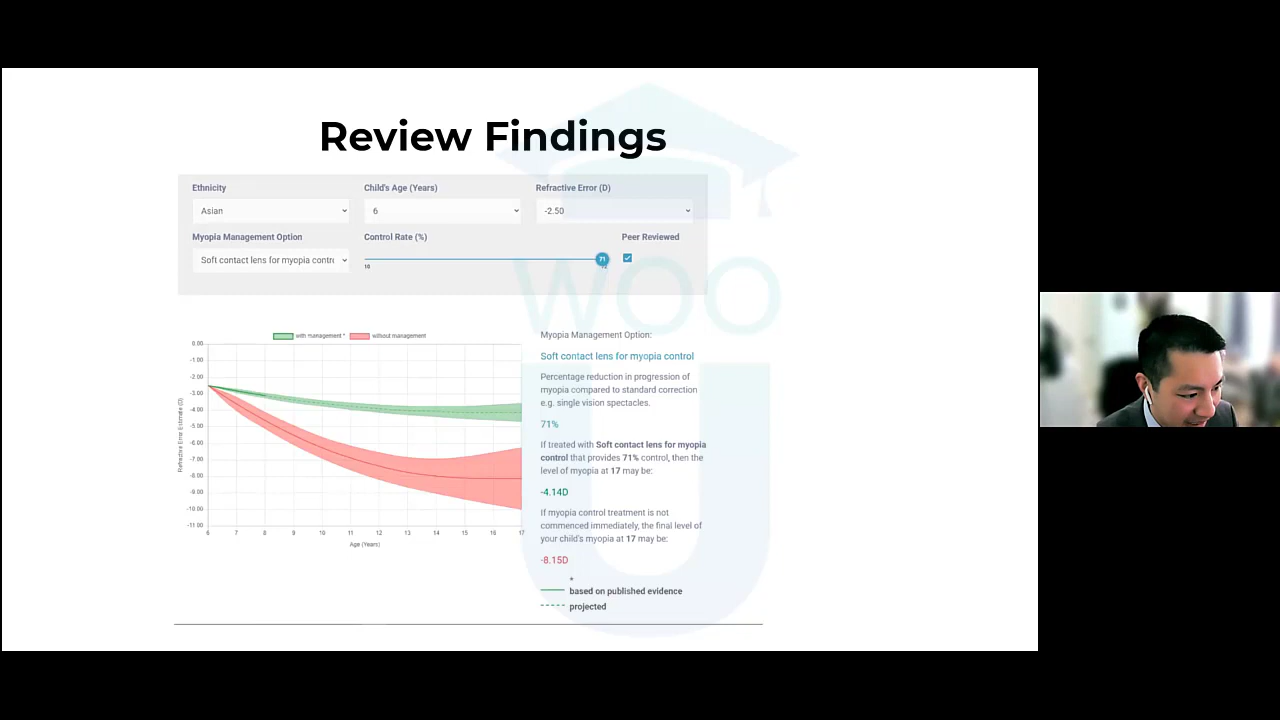 Review Findings
Ethnicity
Child's Age (Years)
Refractive Error (D)
Asian
6
-2.50
Myopia Management Option
Control Rate (%)
Peer Reviewed
Soft contact lens for myopia contro
71
10
WOO
U
with management *
without management
0.00
-1.00
-2.00
-3.00
-4.00
-5.00
-6.00
-7.00
-8.00
-9.00
-10.00
-11.00
Refractive Error Estimate (D)
6 7 8 9 10 11 12 13 14 15 16 17
Age (Years)
Myopia Management Option:
Soft contact lens for myopia control
Percentage reduction in progression of
myopia compared to standard correction
e.g. single vision spectacles.
71%
If treated with Soft contact lens for myopia
control that provides 71% control, then the
level of myopia at 17 may be:
-4.14D
If myopia control treatment is not
commenced immediately, the final level of
your child's myopia at 17 may be:
-8.15D
*
based on published evidence
projected